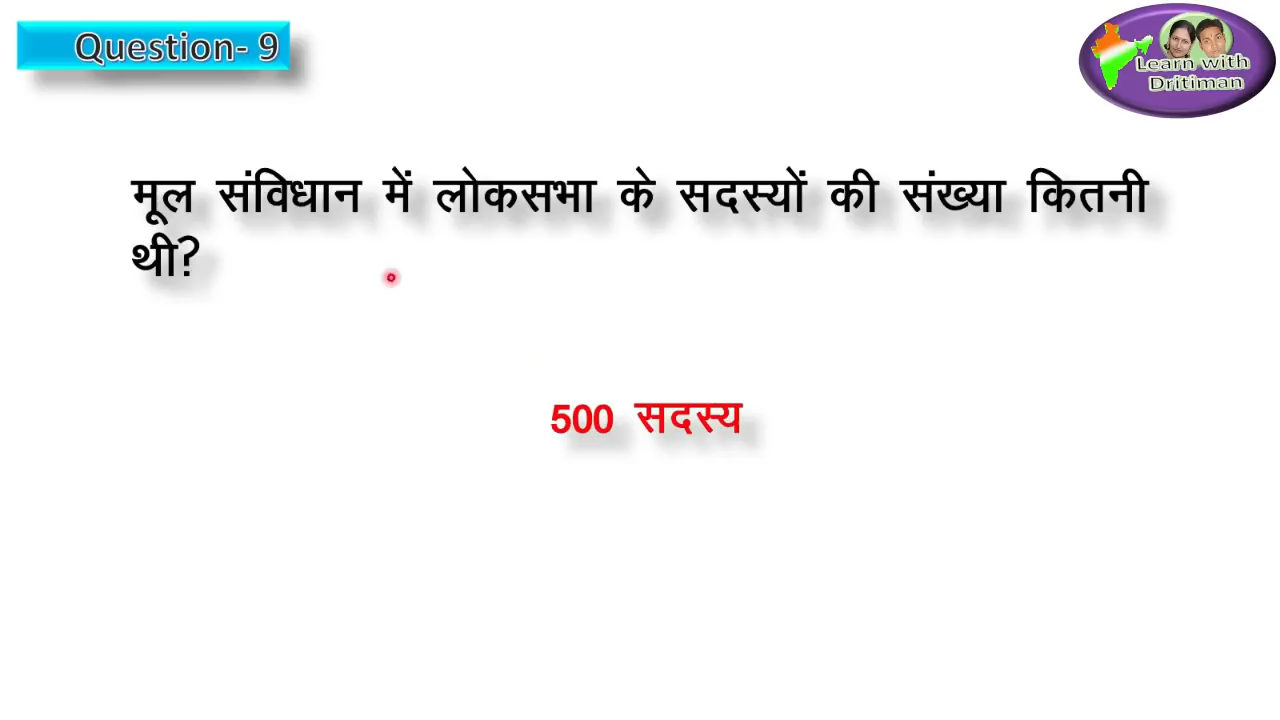 Question- 9
Learn with
Dritiman
मूल संविधान में लोकसभा के सदस्यों की संख्या कितनी
थी?
500 सदस्य